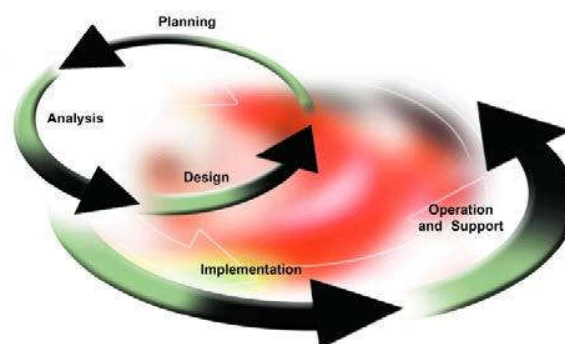 Planning
Analysis
Design
Operation
and Support
Implementation